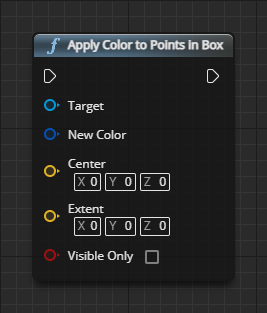 f Apply Color to Points in Box
Target
New Color
Center
X 0 Y 0 Z 0
Extent
X 0 Y 0 Z 0
Visible Only